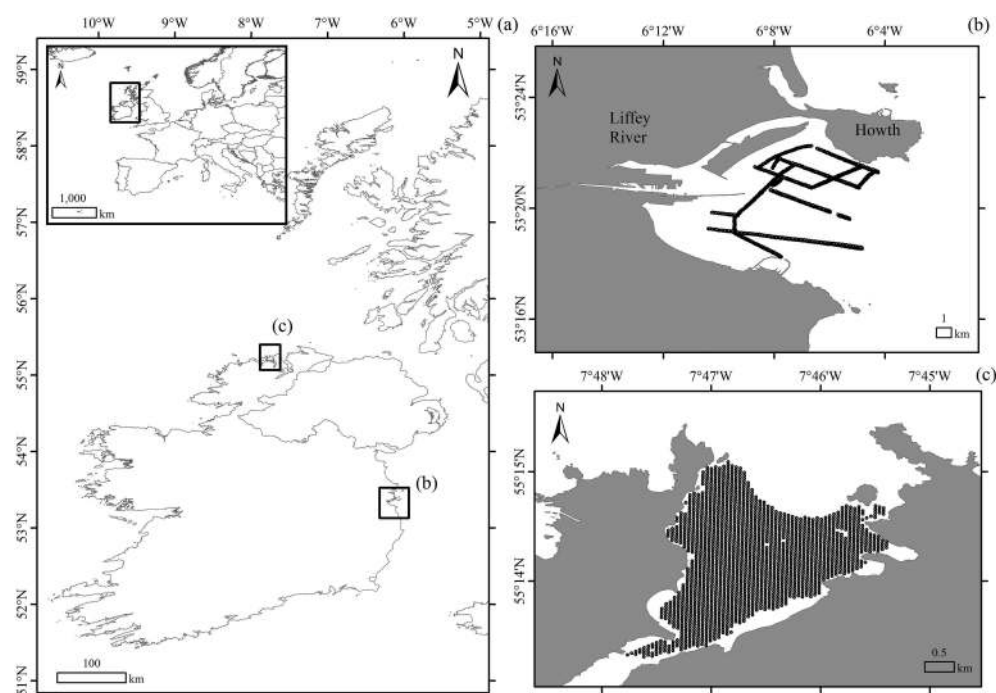 10°W 9°W 8°W 7°W 6°W 5°W
(a)
59°N
58°N
57°N
56°N
55°N
54°N
53°N
52°N
51°N
N
1,000
km
N
(c)
(b)
100
km
(b)
6°16'W 6°12'W 6°8'W 6°4'W
53°24'N
53°20'N
53°16'N
N
Liffey
River
Howth
1
km
7°48'W 7°47'W 7°46'W 7°45'W
(c)
55°15'N
55°14'N
N
0.5
km